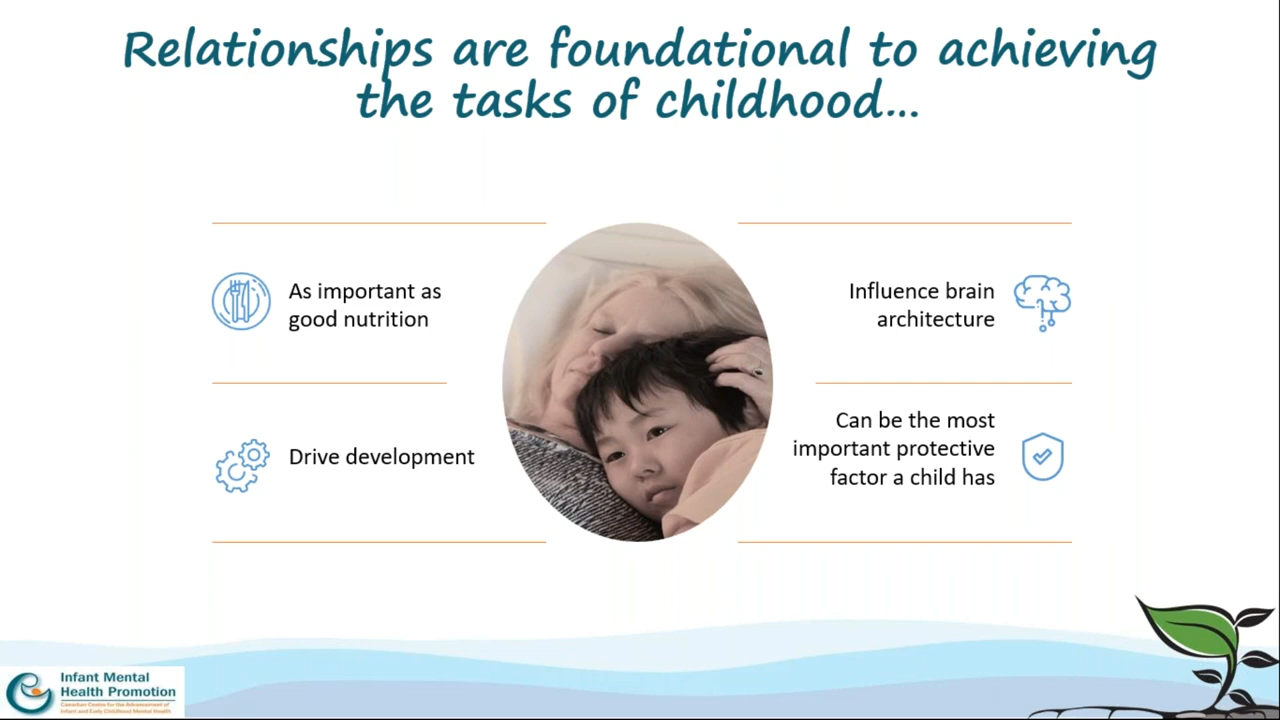 Relationships are foundational to achieving
the tasks of childhood...
As important as
good nutrition
Drive development
Influence brain
architecture
Can be the most
important protective
factor a child has
Infant Mental
Health Promotion
Canadian Centre for the Advancement of
Infant and Early Childhood Mental Health